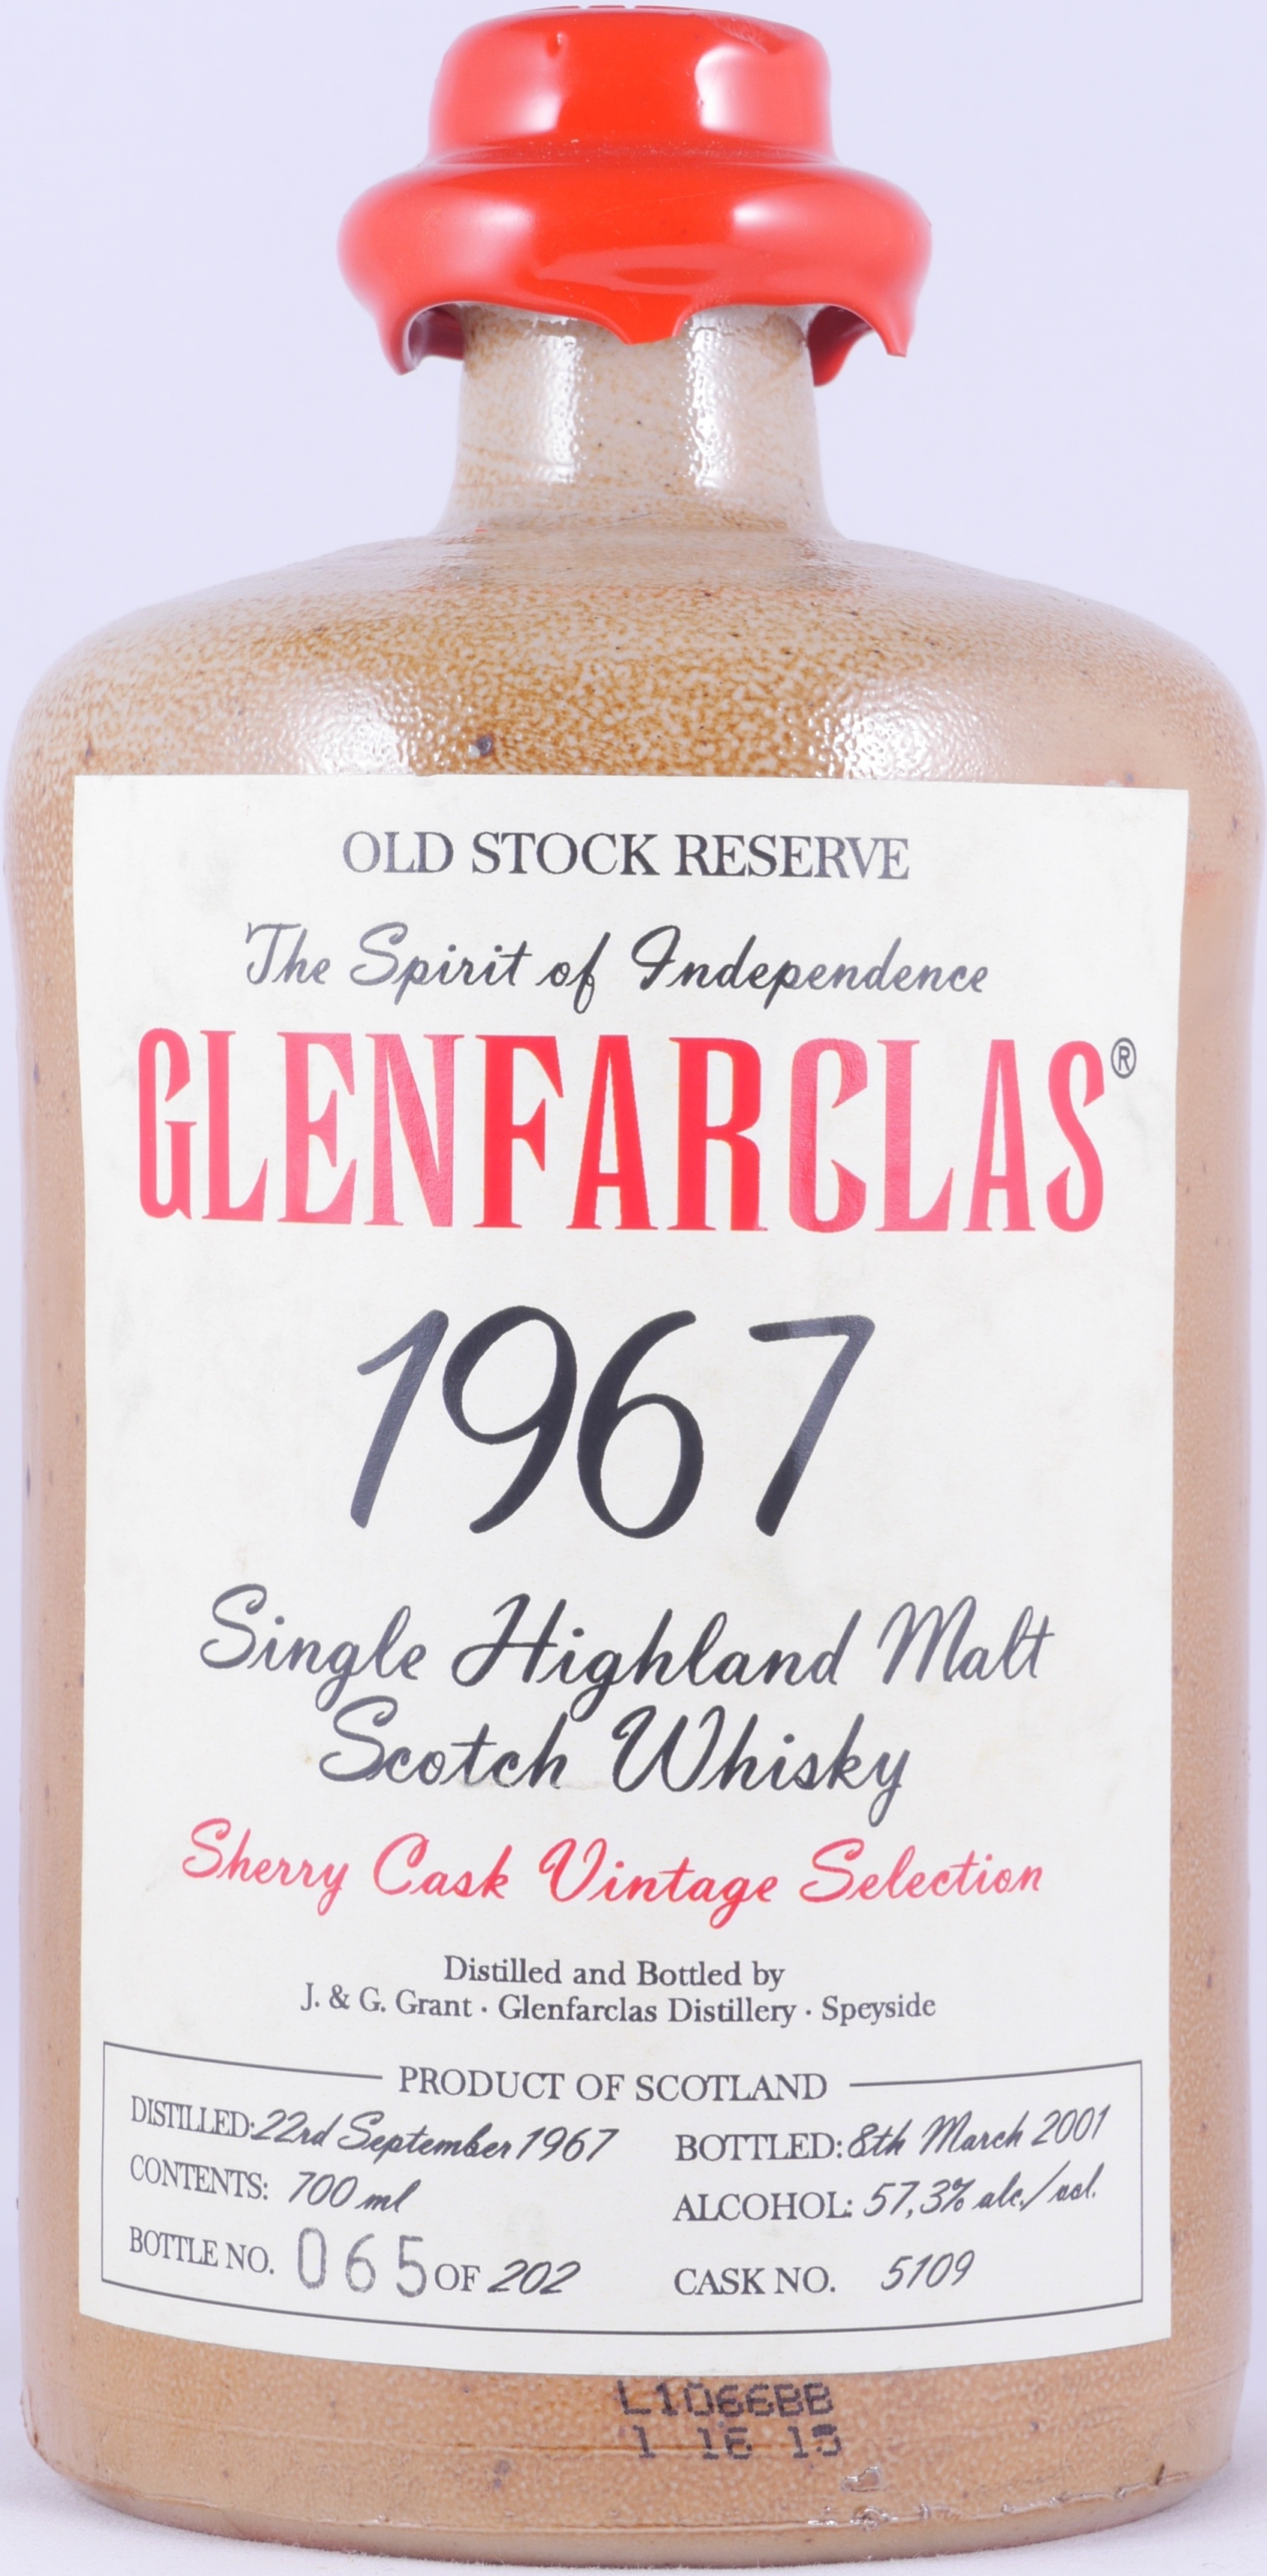 OLD STOCK RESERVE
The Spirit of Independence
GLENFARCLAS®
1967
Single Highland Malt
Scotch Whisky
Sherry Cask Vintage Selection
Distilled and Bottled by
J. & G. Grant · Glenfarclas Distillery · Speyside
PRODUCT OF SCOTLAND
DISTILLED: 22rd September 1967
BOTTLED: 8th March 2001
CONTENTS: 700 ml
ALCOHOL: 57,3% alc./vol.
BOTTLE NO. 065 OF 202
CASK NO. 5109
L1066BB
1 16 15